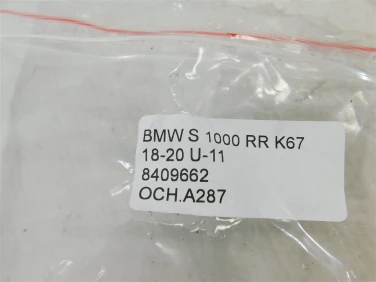 BMW S 1000 RR K67
18-20 U-11
8409662
OCH.A287